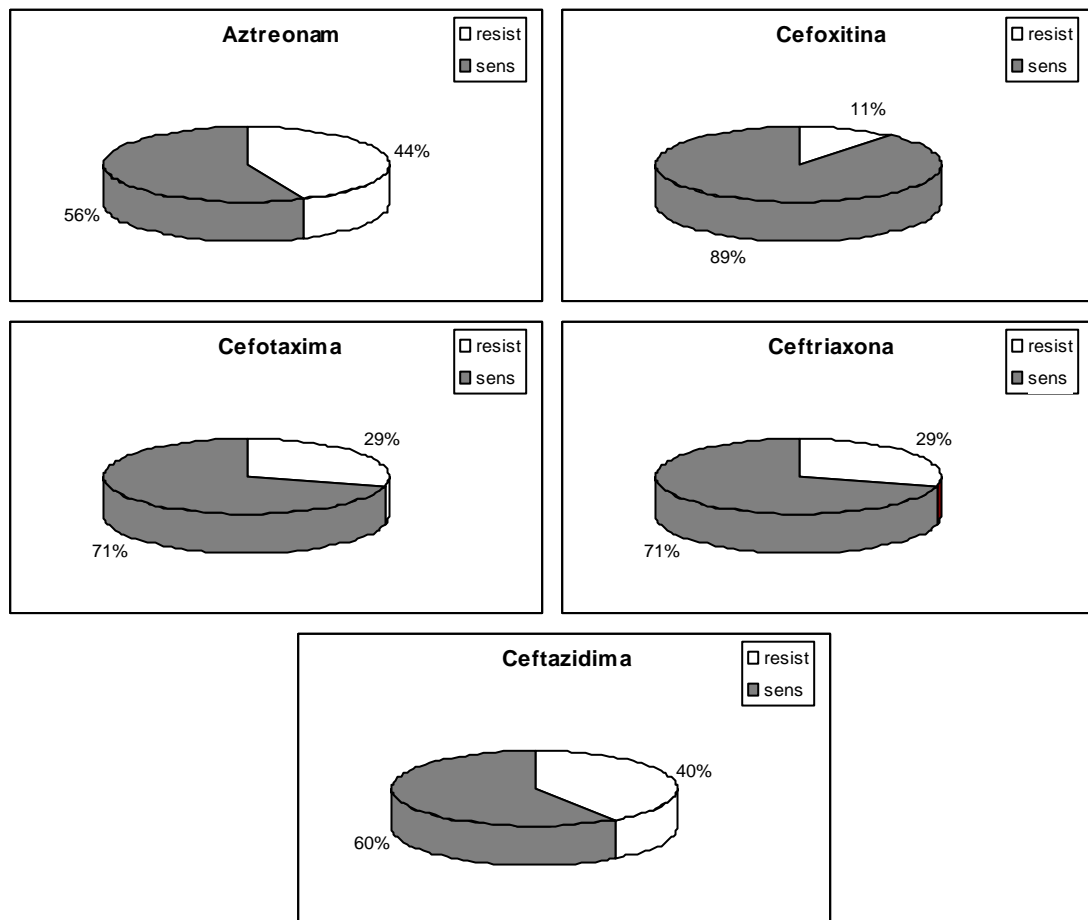 Aztreonam
resist
sens
44%
56%
Cefoxitina
resist
sens
11%
89%
Cefotaxima
resist
sens
29%
71%
Ceftriaxona
resist
sens
29%
71%
Ceftazidima
resist
sens
40%
60%